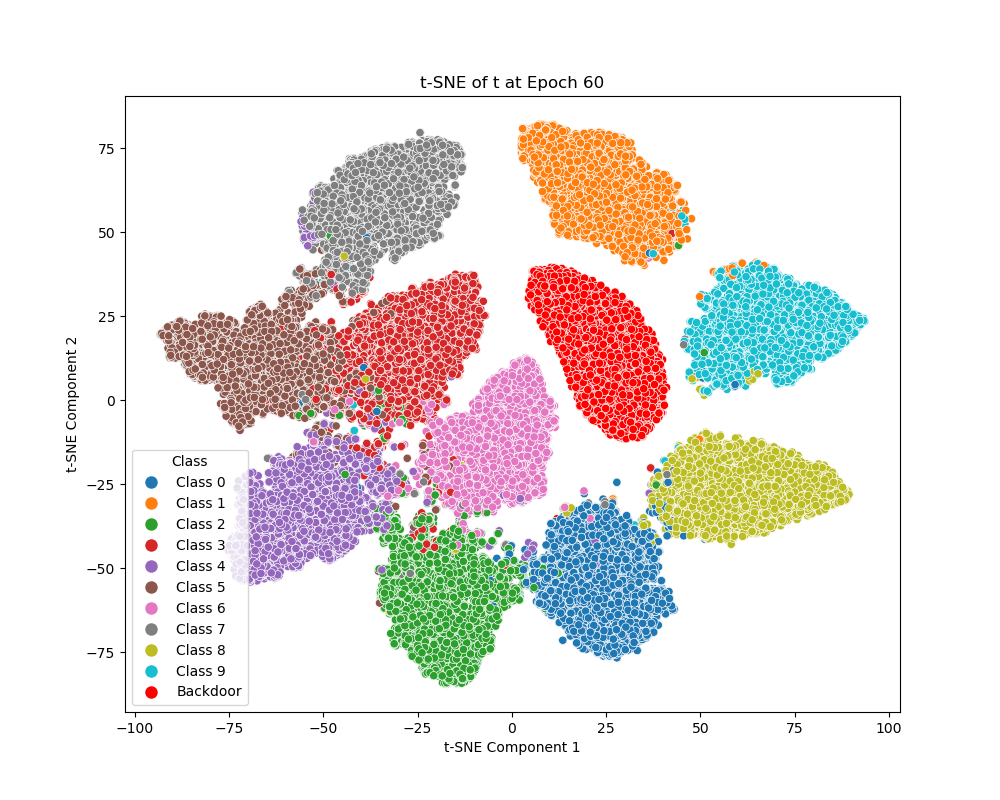 t-SNE of t at Epoch 60
t-SNE Component 2
75
50
25
0
−25
−50
−75
Class
Class 0
Class 1
Class 2
Class 3
Class 4
Class 5
Class 6
Class 7
Class 8
Class 9
Backdoor
−100
−75
−50
−25
0
25
50
75
100
t-SNE Component 1